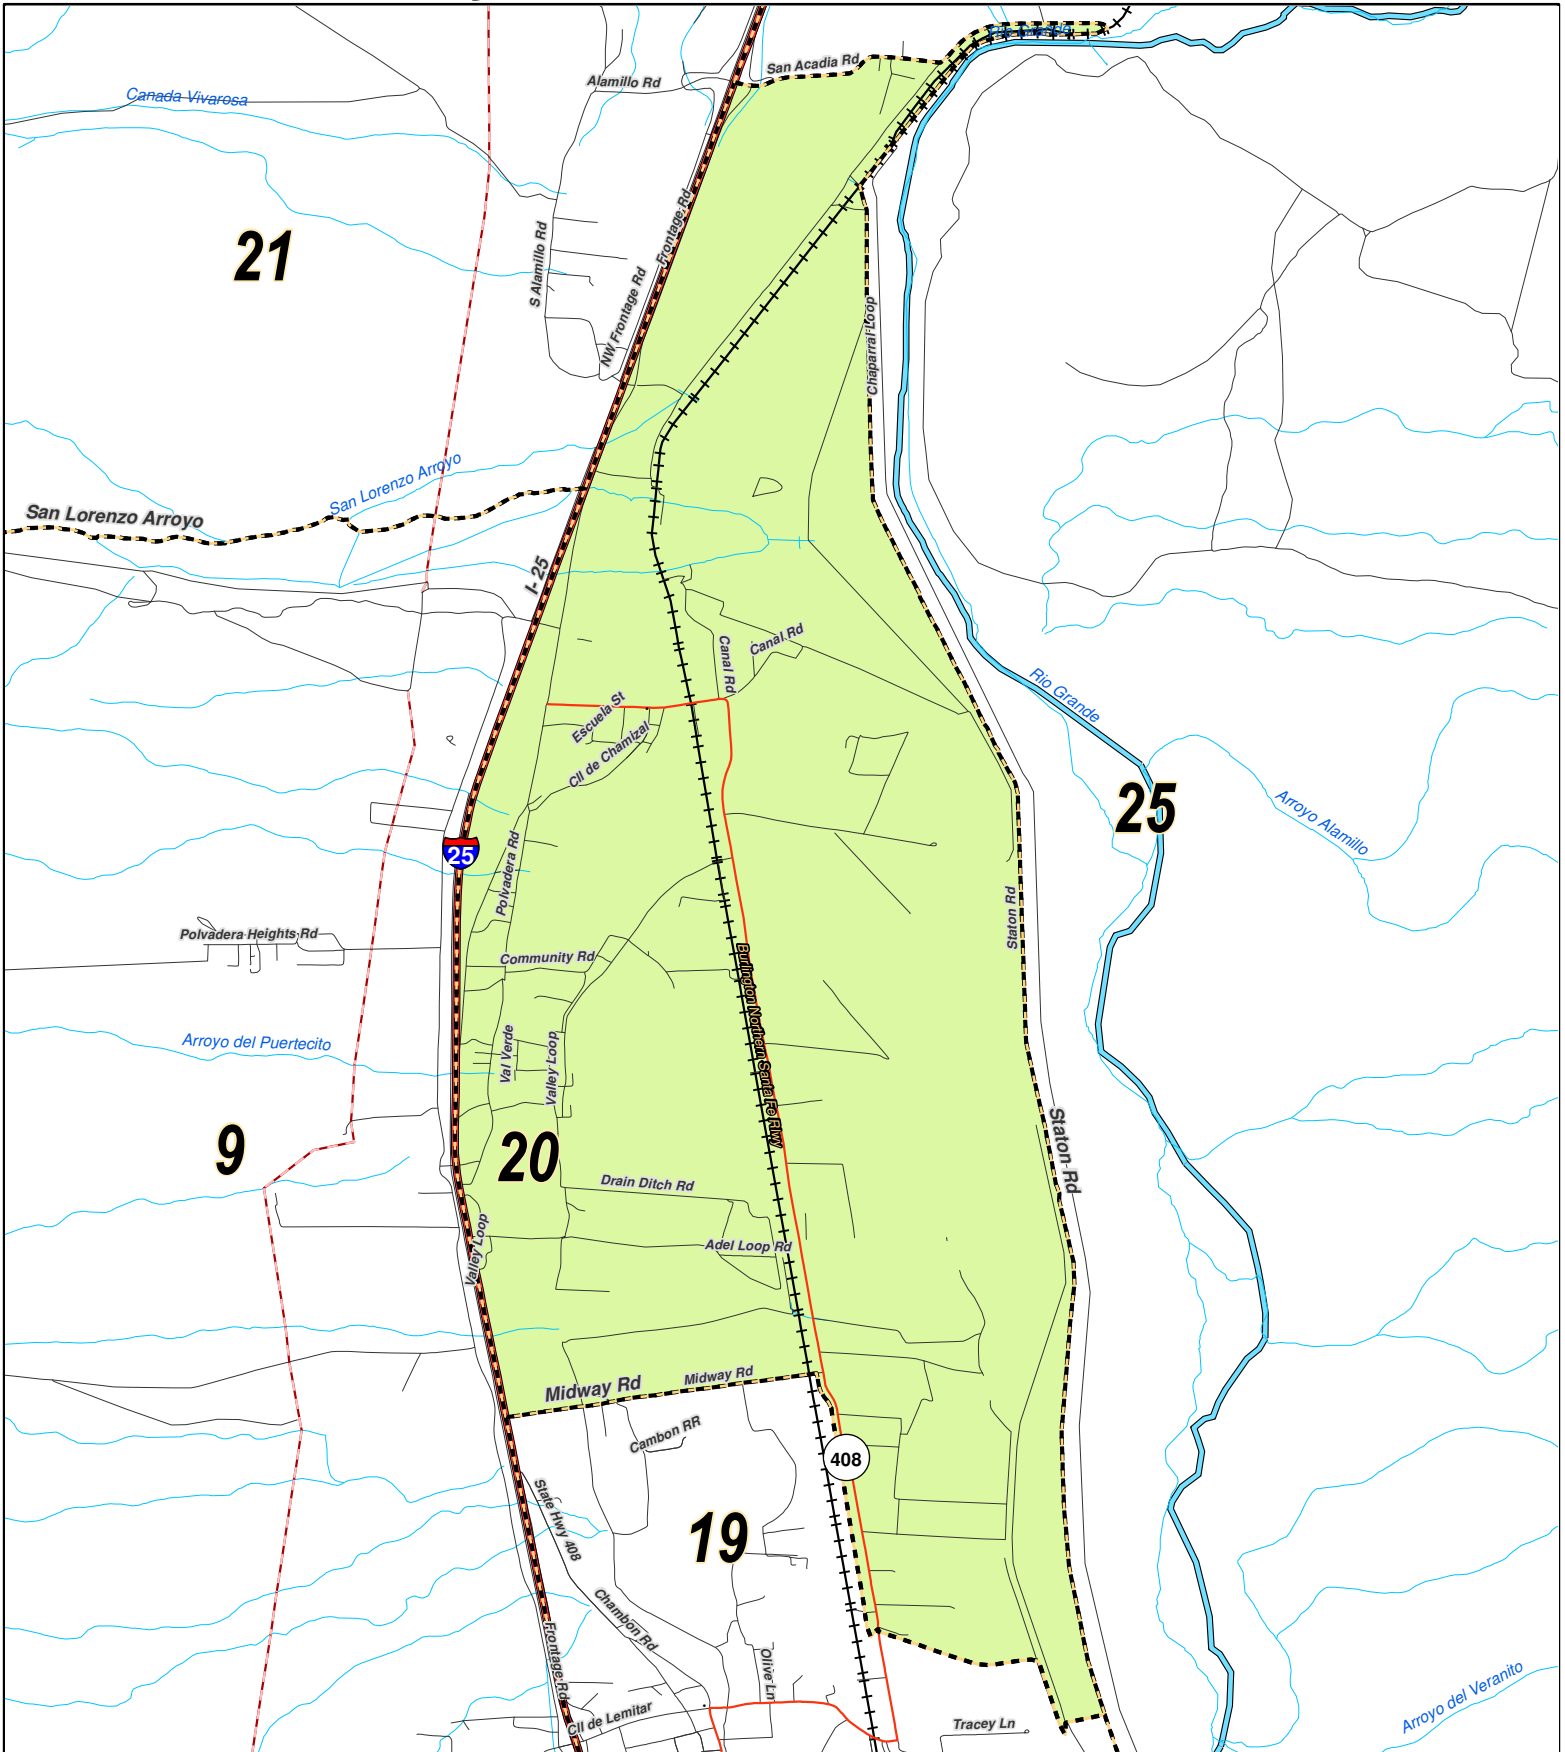 Rio Grande
San Acadia Rd
Alamillo Rd
Canada Vivarosa
Frontage Rd
S Alamillo Rd
21
NW Frontage Rd
Chaparral Loop
San Lorenzo Arroyo
San Lorenzo Arroyo
I- 25
Canal Rd
Canal Rd
Rio Grande
Escuela St
Cll de Chamizal
25
Arroyo Alamillo
25
Polvadera Rd
Staton Rd
Polvadera Heights Rd
Community Rd
Burlington Northern Santa Fe Rlwy
Arroyo del Puertecito
Val Verde
Valley Loop
9
20
Staton Rd
Drain Ditch Rd
Valley Loop
Adel Loop Rd
Midway Rd
Midway Rd
Cambon RR
408
State Hwy 408
19
Chambon Rd
Frontage Rd
Olive Ln
Cll de Lemitar
Tracey Ln
Arroyo del Veranito